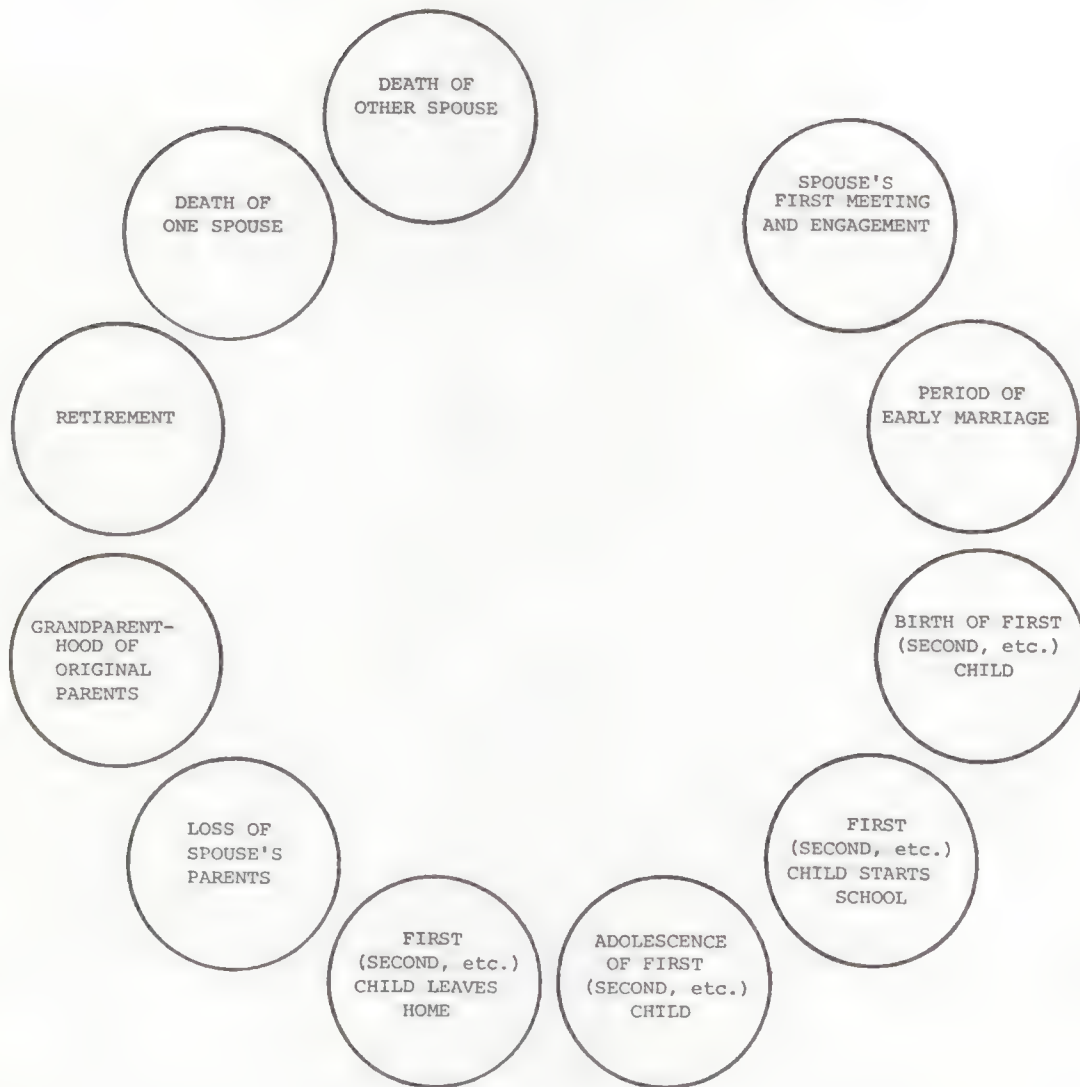 SPOUSE'S
FIRST MEETING
AND ENGAGEMENT
PERIOD OF
EARLY MARRIAGE
BIRTH OF FIRST
(SECOND, etc.)
CHILD
FIRST
(SECOND, etc.)
CHILD STARTS
SCHOOL
ADOLESCENCE
OF FIRST
(SECOND, etc.)
CHILD
FIRST
(SECOND, etc.)
CHILD LEAVES
HOME
LOSS OF
SPOUSE'S
PARENTS
GRANDPARENT-
HOOD OF
ORIGINAL
PARENTS
RETIREMENT
DEATH OF
ONE SPOUSE
DEATH OF
OTHER SPOUSE